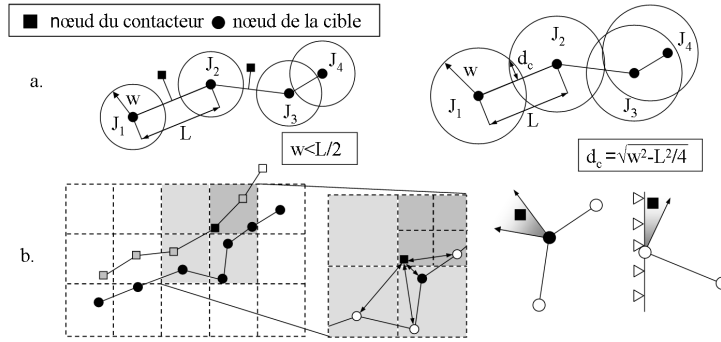 ■ nœud du contacteur ● nœud de la cible
a.
J1
w
J2
L
J3
J4
w<L/2
J1
w
dc
J2
L
J3
J4
dc=√w²-L²/4
b.